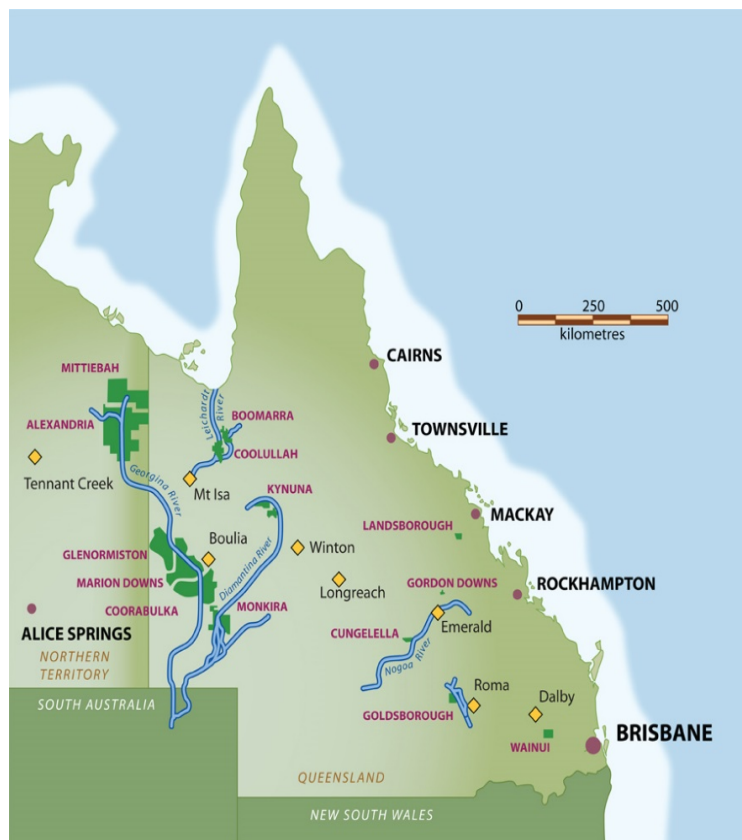 0 250 500
kilometres
CAIRNS
MITTIEBAH
Leichardt
River
BOOMARRA
ALEXANDRIA
TOWNSVILLE
COOLULLAH
Tennant Creek
Georgina River
Mt Isa
KYNUNA
MACKAY
LANDSBOROUGH
Boulia
Winton
GLENORMISTON
Diamantina River
MARION DOWNS
Longreach
GORDON DOWNS
ROCKHAMPTON
COORABULKA
MONKIRA
ALICE SPRINGS
CUNGELELLA
Emerald
Nogoa River
NORTHERN
TERRITORY
SOUTH AUSTRALIA
Roma
Dalby
GOLDSBOROUGH
BRISBANE
WAINUI
QUEENSLAND
NEW SOUTH WALES